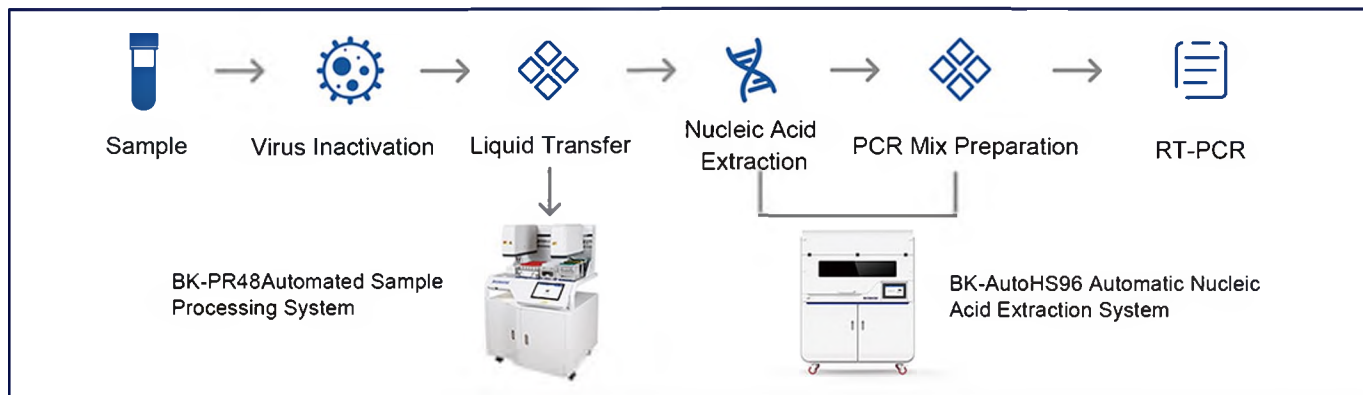 Sample
Virus Inactivation
Liquid Transfer
Nucleic Acid
Extraction
PCR Mix Preparation
RT-PCR
BK-PR48Automated Sample
Processing System
BK-AutoHS96 Automatic Nucleic
Acid Extraction System